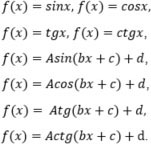 f(x) = sinx, f(x) = cosx,
f(x) = tgx, f(x) = ctgx,
f(x) = Asin(bx + c) + d,
f(x) = Acos(bx + c) + d,
f(x) = Atg(bx + c) + d,
f(x) = Actg(bx + c) + d.